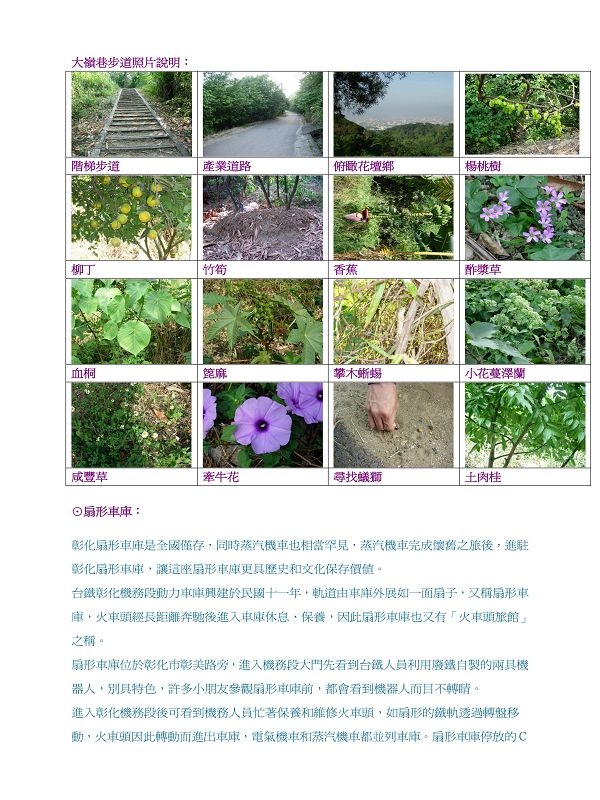 大嶺巷步道照片說明：
階梯步道 產業道路 俯瞰花壇鄉 楊桃樹
柳丁 竹筍 香蕉 酢漿草
血桐 篦麻 攀木蜥蜴 小花蔓澤蘭
咸豐草 牽牛花 尋找蟻獅 土肉桂
⊙扇形車庫：
彰化扇形車庫是全國僅存，同時蒸汽機車也相當罕見，蒸汽機車完成懷舊之旅後，進駐
彰化扇形車庫，讓這座扇形車庫更具歷史和文化保存價值。
台鐵彰化機務段動力車庫興建於民國十一年，軌道由車庫外展如一面扇子，又稱扇形車
庫，火車頭經長距離奔馳後進入車庫休息、保養，因此扇形車庫也又有「火車頭旅館」
之稱。
扇形車庫位於彰化市彰美路旁，進入機務段大門先看到台鐵人員利用廢鐵自製的兩具機
器人，別具特色，許多小朋友參觀扇形車庫前，都會看到機器人而目不轉睛。
進入彰化機務段後可看到機務人員忙著保養和維修火車頭，如扇形的鐵軌透過轉盤移
動，火車頭因此轉動而進出車庫，電氣機車和蒸汽機車都並列車庫。扇形車庫停放的C